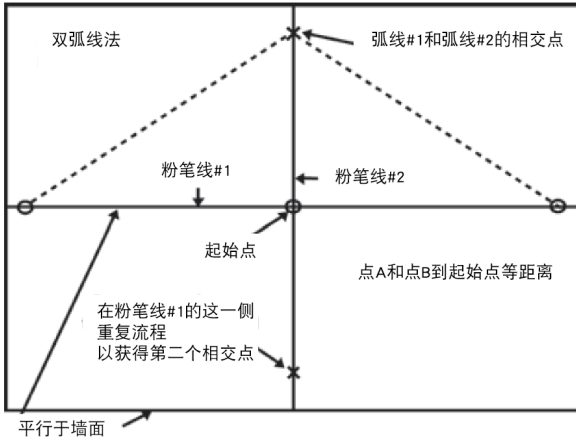 双弧线法
弧线#1和弧线#2的相交点
粉笔线#1
粉笔线#2
起始点
点A和点B到起始点等距离
在粉笔线#1的这一侧
重复流程
以获得第二个相交点
平行于墙面